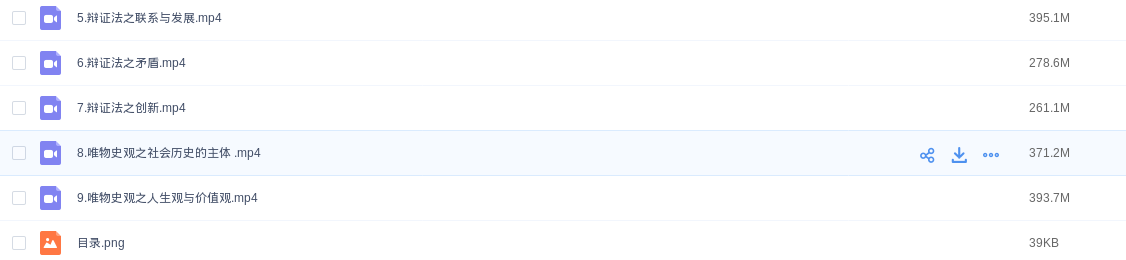 5.辩证法之联系与发展.mp4 395.1M
6.辩证法之矛盾.mp4 278.6M
7.辩证法之创新.mp4 261.1M
8.唯物史观之社会历史的主体 .mp4 371.2M
9.唯物史观之人生观与价值观.mp4 393.7M
目录.png 39KB